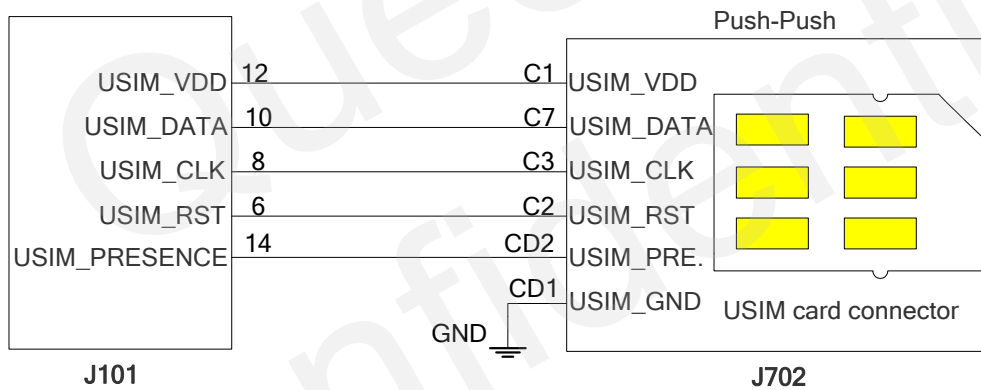 Push-Push
USIM_VDD 12 C1 USIM_VDD
USIM_DATA 10 C7 USIM_DATA
USIM_CLK 8 C3 USIM_CLK
USIM_RST 6 C2 USIM_RST
USIM_PRESENCE 14 CD2 USIM_PRE.
CD1 USIM_GND
GND
USIM card connector
J101
J702